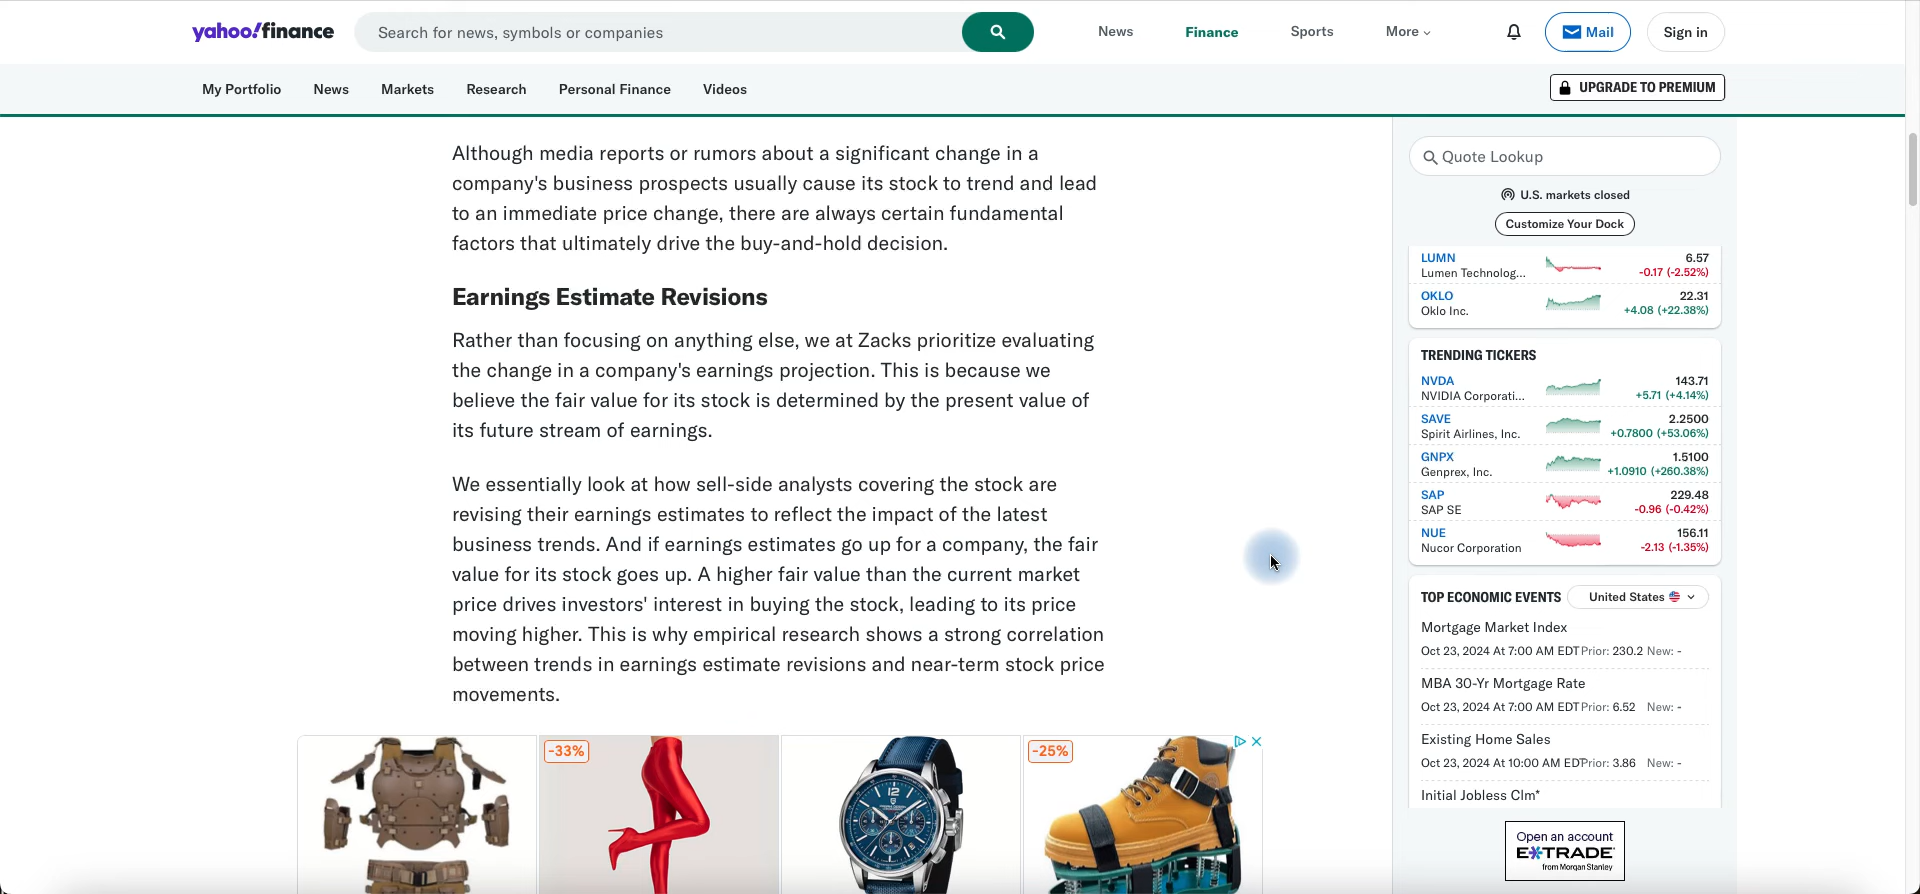 yahoo!finance
Search for news, symbols or companies
News Finance Sports More
Mail
Sign in
My Portfolio News Markets Research Personal Finance Videos
UPGRADE TO PREMIUM
Although media reports or rumors about a significant change in a
company's business prospects usually cause its stock to trend and lead
to an immediate price change, there are always certain fundamental
factors that ultimately drive the buy-and-hold decision.
Earnings Estimate Revisions
Rather than focusing on anything else, we at Zacks prioritize evaluating
the change in a company's earnings projection. This is because we
believe the fair value for its stock is determined by the present value of
its future stream of earnings.
We essentially look at how sell-side analysts covering the stock are
revising their earnings estimates to reflect the impact of the latest
business trends. And if earnings estimates go up for a company, the fair
value for its stock goes up. A higher fair value than the current market
price drives investors' interest in buying the stock, leading to its price
moving higher. This is why empirical research shows a strong correlation
between trends in earnings estimate revisions and near-term stock price
movements.
-33%
-25%
Quote Lookup
U.S. markets closed
Customize Your Dock
LUMN 6.57
Lumen Technolog... -0.17 (-2.52%)
OKLO 22.31
Oklo Inc. +4.08 (+22.38%)
TRENDING TICKERS
NVDA 143.71
NVIDIA Corporati... +5.71 (+4.14%)
SAVE 2.2500
Spirit Airlines, Inc. +0.7800 (+53.06%)
GNPX 1.5100
Genprex, Inc. +1.0910 (+260.38%)
SAP 229.48
SAP SE -0.96 (-0.42%)
NUE 156.11
Nucor Corporation -2.13 (-1.35%)
TOP ECONOMIC EVENTS United States
Mortgage Market Index
Oct 23, 2024 At 7:00 AM EDT Prior: 230.2 New: -
MBA 30-Yr Mortgage Rate
Oct 23, 2024 At 7:00 AM EDT Prior: 6.52 New: -
Existing Home Sales
Oct 23, 2024 At 10:00 AM EDT Prior: 3.86 New: -
Initial Jobless Clm*
Open an account
E*TRADE
from Morgan Stanley